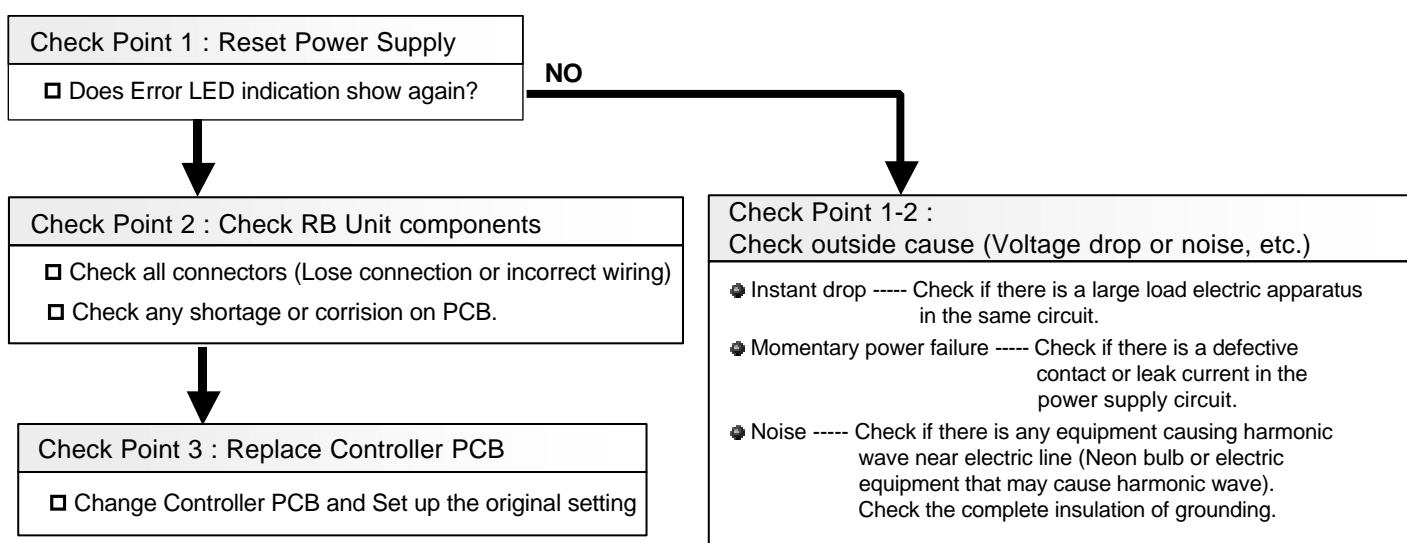 Check Point 1 : Reset Power Supply
Does Error LED indication show again?
NO
Check Point 2 : Check RB Unit components
Check all connectors (Lose connection or incorrect wiring)
Check any shortage or corrision on PCB.
Check Point 3 : Replace Controller PCB
Change Controller PCB and Set up the original setting
Check Point 1-2 :
Check outside cause (Voltage drop or noise, etc.)
Instant drop ----- Check if there is a large load electric apparatus
in the same circuit.
Momentary power failure ----- Check if there is a defective
contact or leak current in the
power supply circuit.
Noise ----- Check if there is any equipment causing harmonic
wave near electric line (Neon bulb or electric
equipment that may cause harmonic wave).
Check the complete insulation of grounding.